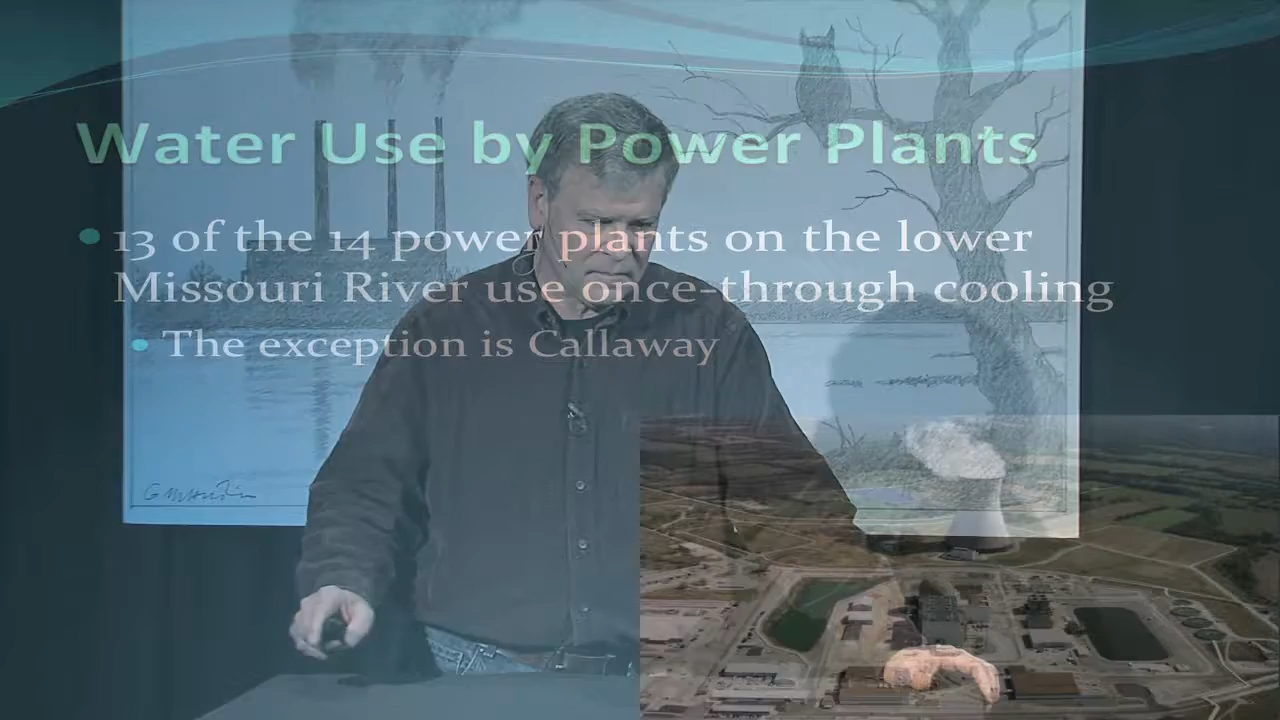 Water Use by Power Plants
• 13 of the 14 power plants on the lower
Missouri River use once-through cooling
• The exception is Callaway